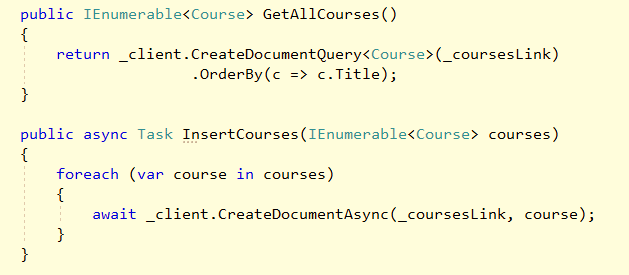 public IEnumerable<Course> GetAllCourses()
{
    return _client.CreateDocumentQuery<Course>(_coursesLink)
                   .OrderBy(c => c.Title);
}

public async Task InsertCourses(IEnumerable<Course> courses)
{
    foreach (var course in courses)
    {
        await _client.CreateDocumentAsync(_coursesLink, course);
    }
}